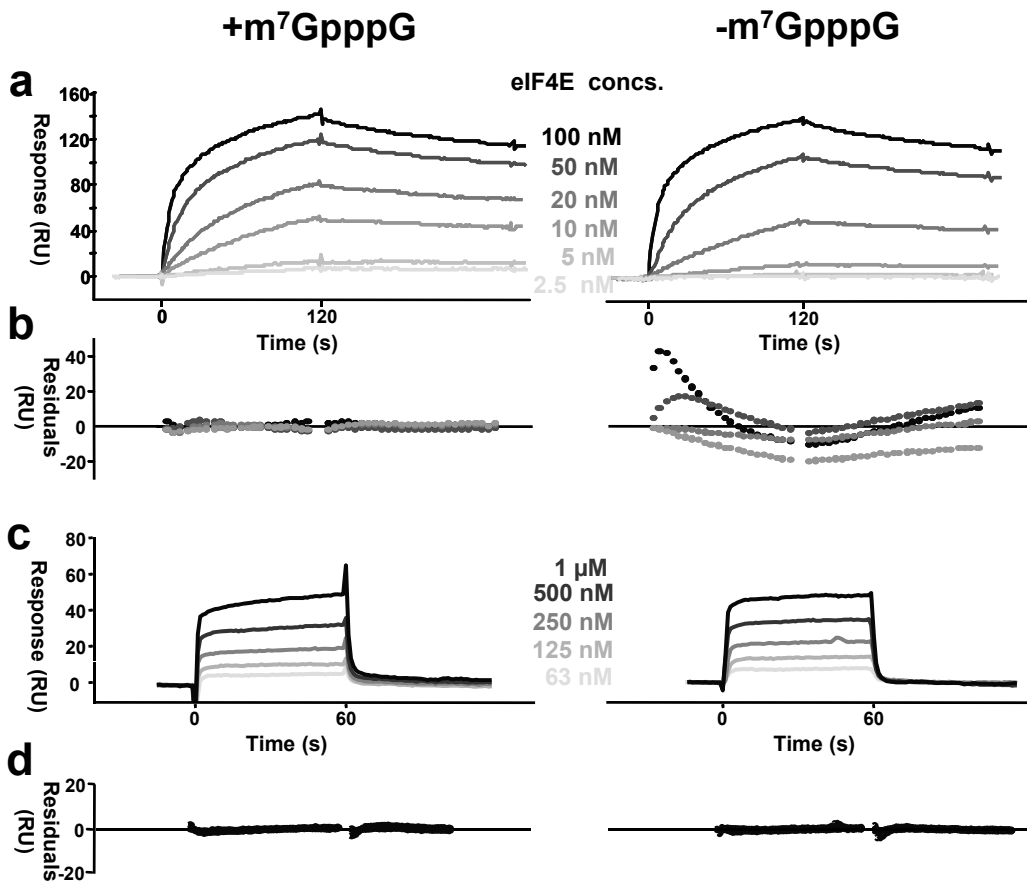 +m⁷GpppG
-m⁷GpppG
a
eIF4E concs.
Response (RU)
160
120
80
40
0
100 nM
50 nM
20 nM
10 nM
5 nM
2.5 nM
0
120
Time (s)
0
120
Time (s)
b
Residuals
(RU)
40
20
0
-20
c
Response (RU)
80
60
40
20
0
1 µM
500 nM
250 nM
125 nM
63 nM
0
60
Time (s)
0
60
Time (s)
d
Residuals
(RU)
20
0
-20